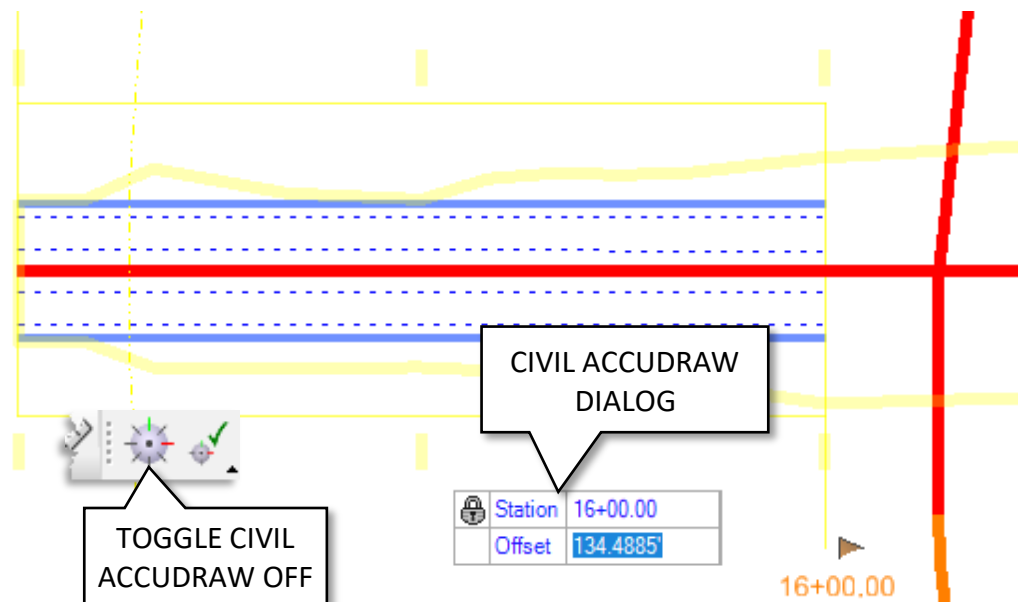 CIVIL ACCUDRAW
DIALOG
Station 16+00.00
Offset 134.4885'
TOGGLE CIVIL
ACCUDRAW OFF
16+00.00